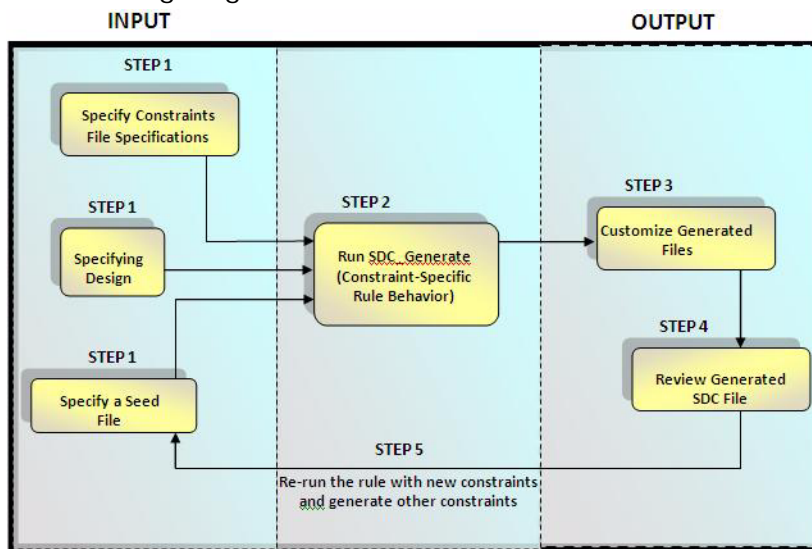 INPUT
OUTPUT
STEP 1
Specify Constraints
File Specifications
STEP 1
Specifying
Design
STEP 1
Specify a Seed
File
STEP 2
Run SDC_Generate
(Constraint-Specific
Rule Behavior)
STEP 3
Customize Generated
Files
STEP 4
Review Generated
SDC File
STEP 5
Re-run the rule with new constraints
and generate other constraints